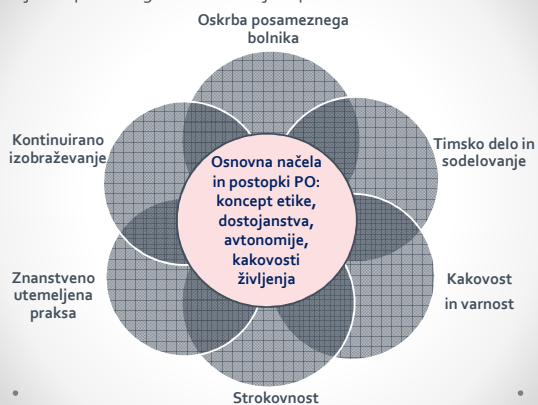 Oskrba posameznega
bolnika
Kontinuirano
izobraževanje
Timsko delo in
sodelovanje
Osnovna načela
in postopki PO:
koncept etike,
dostojanstva,
avtonomije,
kakovosti
življenja
Znanstveno
utemeljena
praksa
Kakovost
in varnost
Strokovnost